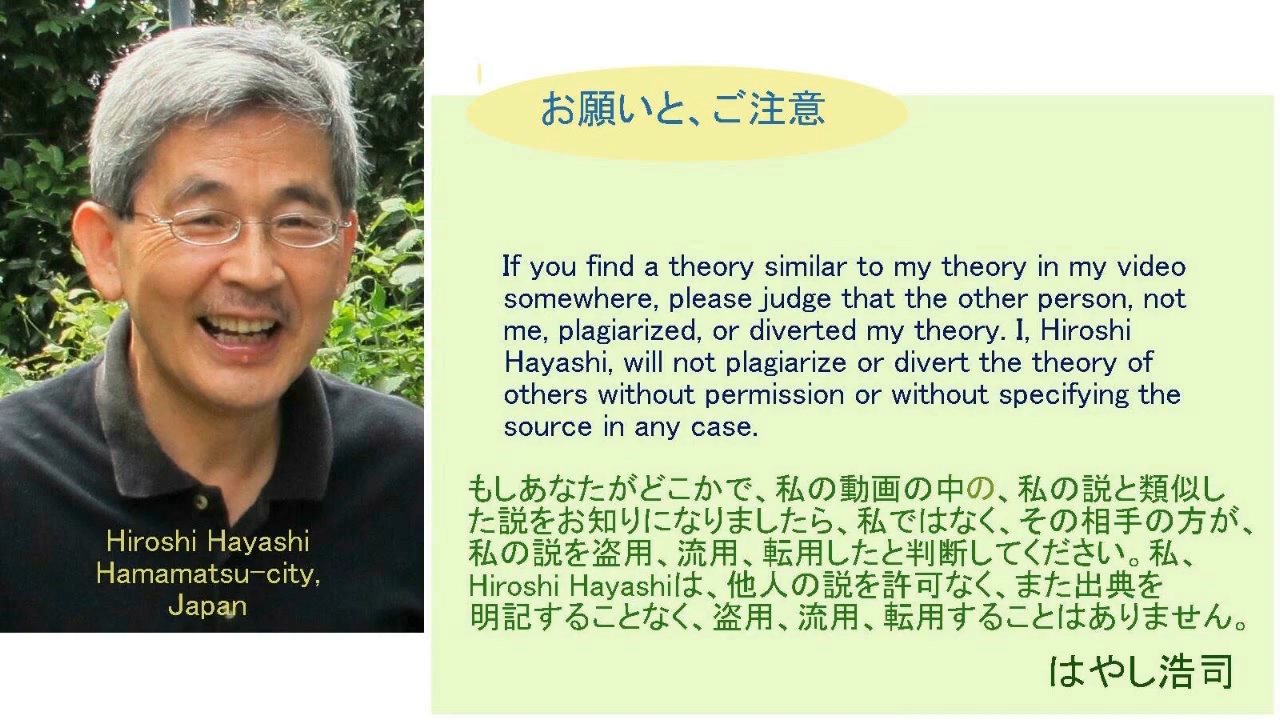 Hiroshi Hayashi
Hamamatsu-city,
Japan
お願いと、ご注意
If you find a theory similar to my theory in my video
somewhere, please judge that the other person, not
me, plagiarized, or diverted my theory. I, Hiroshi
Hayashi, will not plagiarize or divert the theory of
others without permission or without specifying the
source in any case.
もしあなたがどこかで、私の動画の中の、私の説と類似し
た説をお知りになりましたら、私ではなく、その相手の方が、
私の説を盗用、流用、転用したと判断してください。私、
Hiroshi Hayashiは、他人の説を許可なく、また出典を
明記することなく、盗用、流用、転用することはありません。
はやし浩司